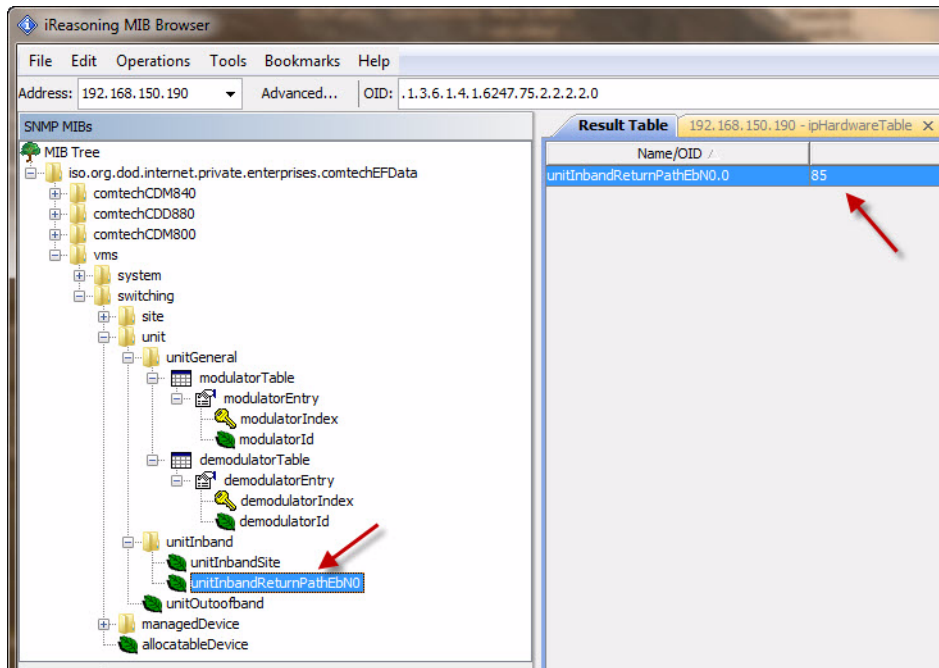 iReasoning MIB Browser
File Edit Operations Tools Bookmarks Help
Address: 192.168.150.190 Advanced... OID: .1.3.6.1.4.1.6247.75.2.2.2.2.0
SNMP MIBs
Result Table 192.168.150.190 - ipHardwareTable
Name/OID
unitInbandReturnPathEbN0.0 85
MIB Tree
iso.org.dod.internet.private.enterprises.comtechEFData
comtechCDM840
comtechCDD880
comtechCDM800
vms
system
switching
site
unit
unitGeneral
modulatorTable
modulatorEntry
modulatorIndex
modulatorId
demodulatorTable
demodulatorEntry
demodulatorIndex
demodulatorId
unitInband
unitInbandSite
unitInbandReturnPathEbN0
unitOutoofband
managedDevice
allocatableDevice